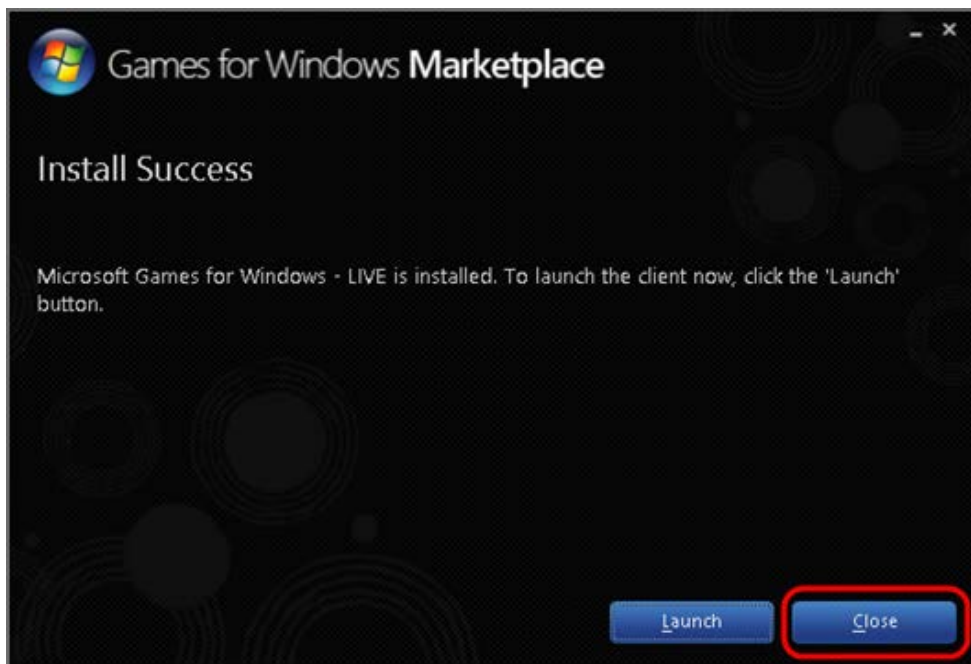 Games for Windows Marketplace
Install Success
Microsoft Games for Windows - LIVE is installed. To launch the client now, click the 'Launch'
button.
Launch
Close